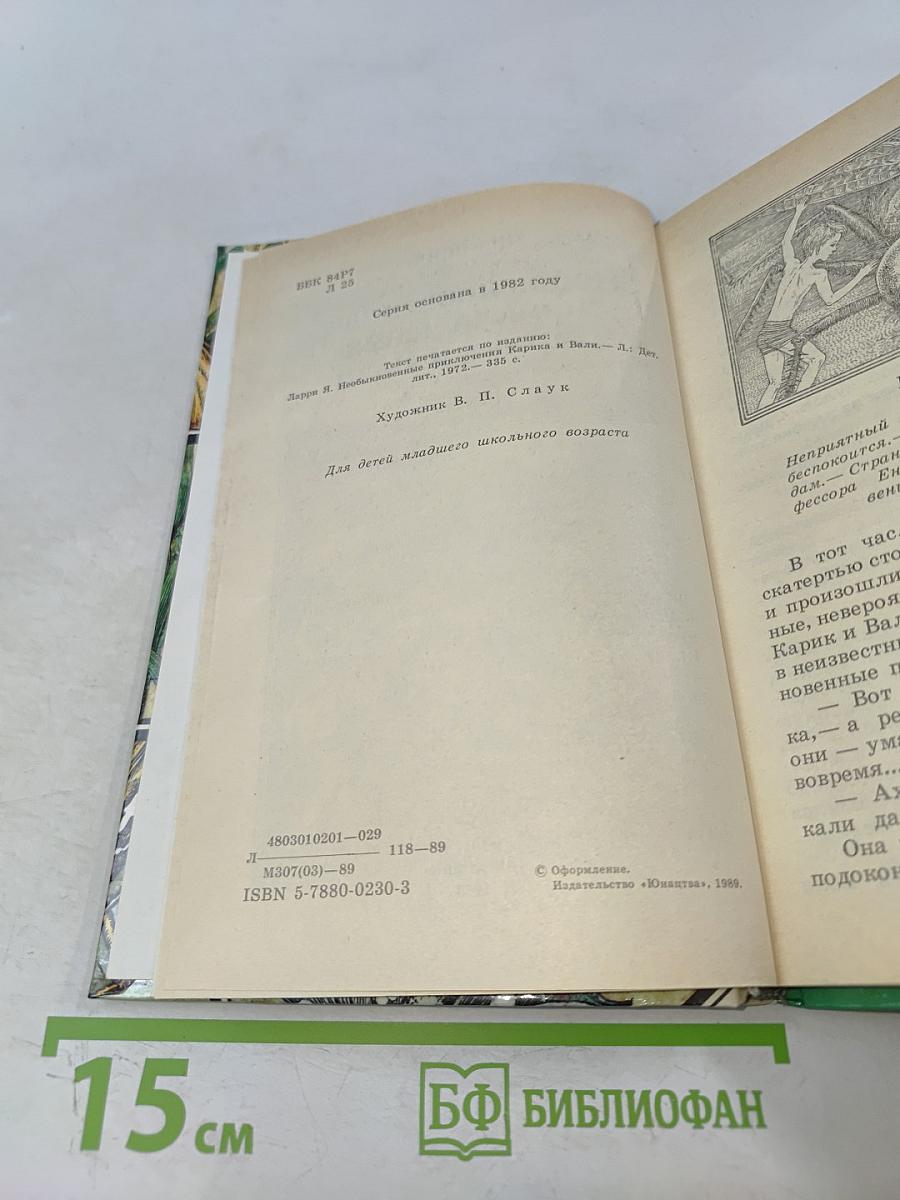 ББК 84Р7
Л 25
Серия основана в 1982 году
Текст печатается по изданию:
Ларри Я. Необыкновенные приключения Карика и Вали.— Л.: Дет.
лит., 1972.— 335 с.
Художник В. П. Слаук
Для детей младшего школьного возраста
4803010201—029
Л 118—89
М307(03)—89
ISBN 5-7880-0230-3
© Оформление.
Издательство «Юнацтва», 1989.
Неприятный
беспокоится.—
дам.— Стран
фессора Ен
вень
В тот час
скатертью сто
и произошли
ные, невероя
Карик и Вал
в неизвестн
новенные п
— Вот
ка,— а ре
они — ума
вовремя...
— Ах
кали да
Она
подокон
15 см
БФ БИБЛИОФАН